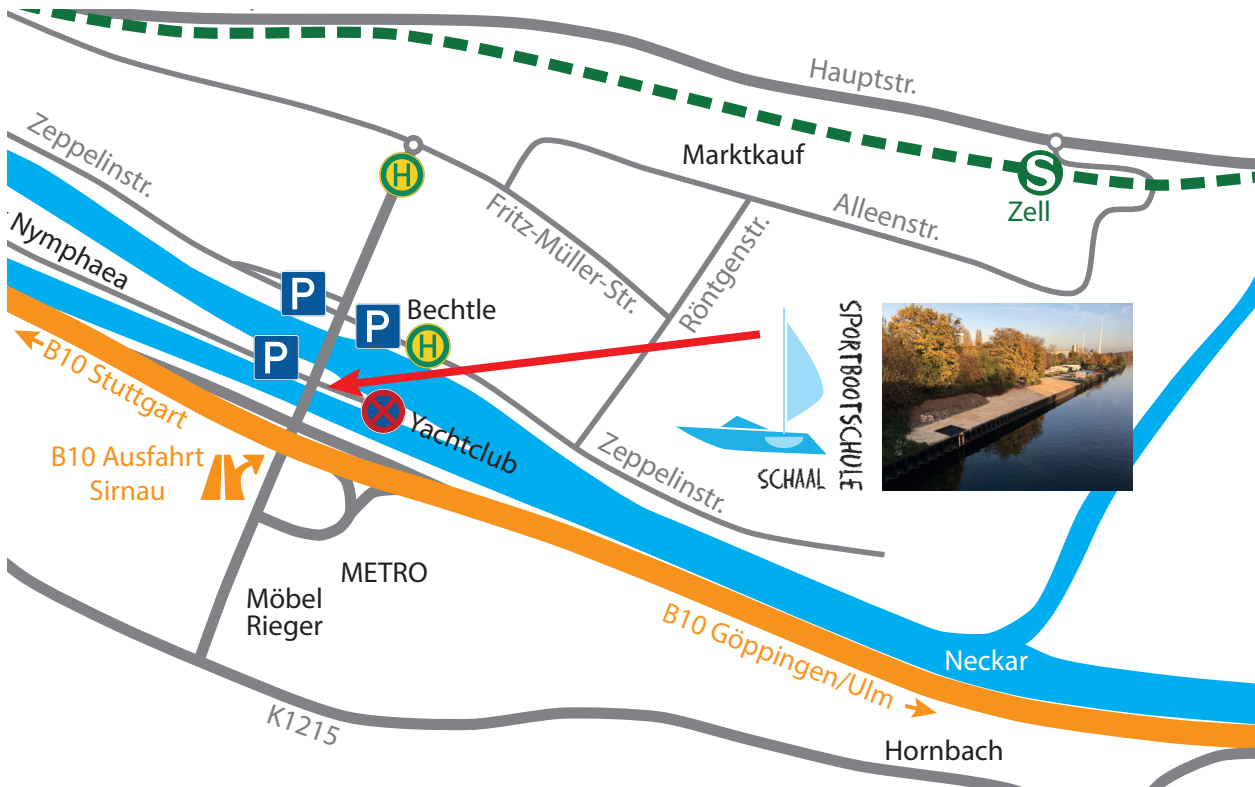 Hauptstr.
Zeppelinstr.
H
Marktkauf
S
Zell
Alleenstr.
Fritz-Müller-Str.
Röntgenstr.
Nymphaea
P
P
Bechtle
H
P
B10 Stuttgart
Yachtclub
SPORTBOOTSCHULE
SCHAAL
B10 Ausfahrt
Sirnau
Zeppelinstr.
METRO
Möbel
Rieger
B10 Göppingen/Ulm
Neckar
K1215
Hornbach